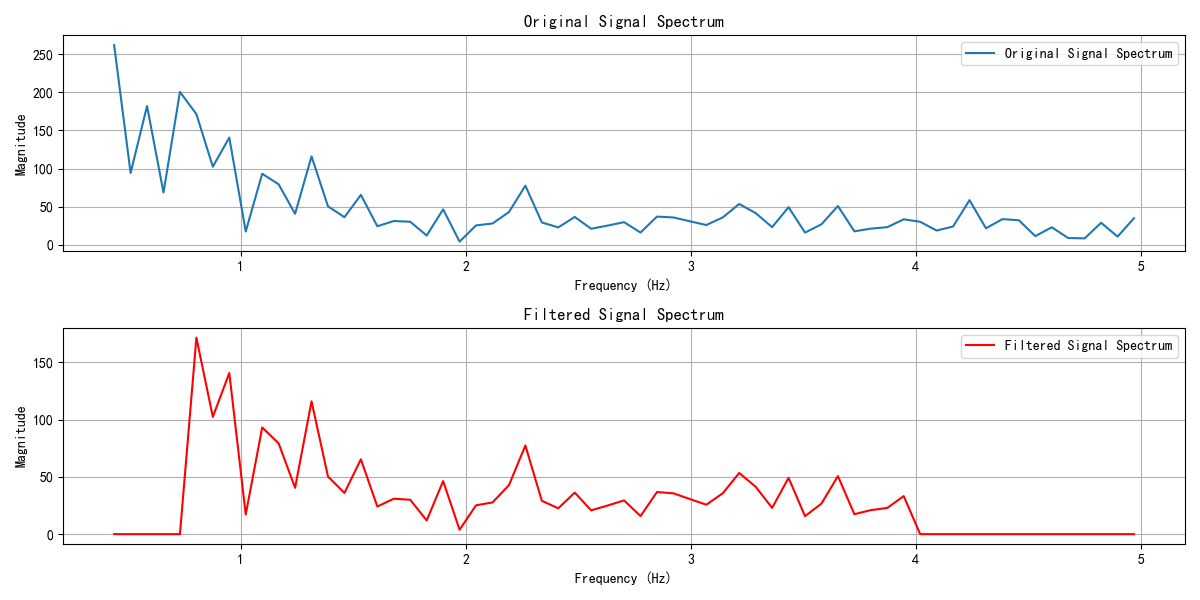 Original Signal Spectrum
Original Signal Spectrum
Magnitude
250
200
150
100
50
0
1 2 3 4 5
Frequency (Hz)
Filtered Signal Spectrum
Filtered Signal Spectrum
Magnitude
150
100
50
0
1 2 3 4 5
Frequency (Hz)